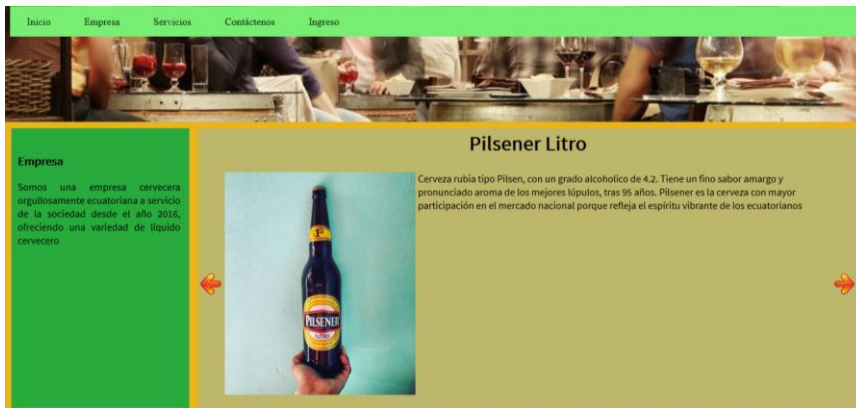 Inicio Empresa Servicios Contáctenos Ingreso
Empresa
Somos una empresa cervecera
orgullosamente ecuatoriana a servicio
de la sociedad desde el año 2016,
ofreciendo una variedad de líquido
cervecero
Pilsener Litro
Cerveza rubia tipo Pilsen, con un grado alcoholico de 4.2. Tiene un fino sabor amargo y
pronunciado aroma de los mejores lúpulos, tras 95 años. Pilsener es la cerveza con mayor
participación en el mercado nacional porque refleja el espíritu vibrante de los ecuatorianos
PILSENER